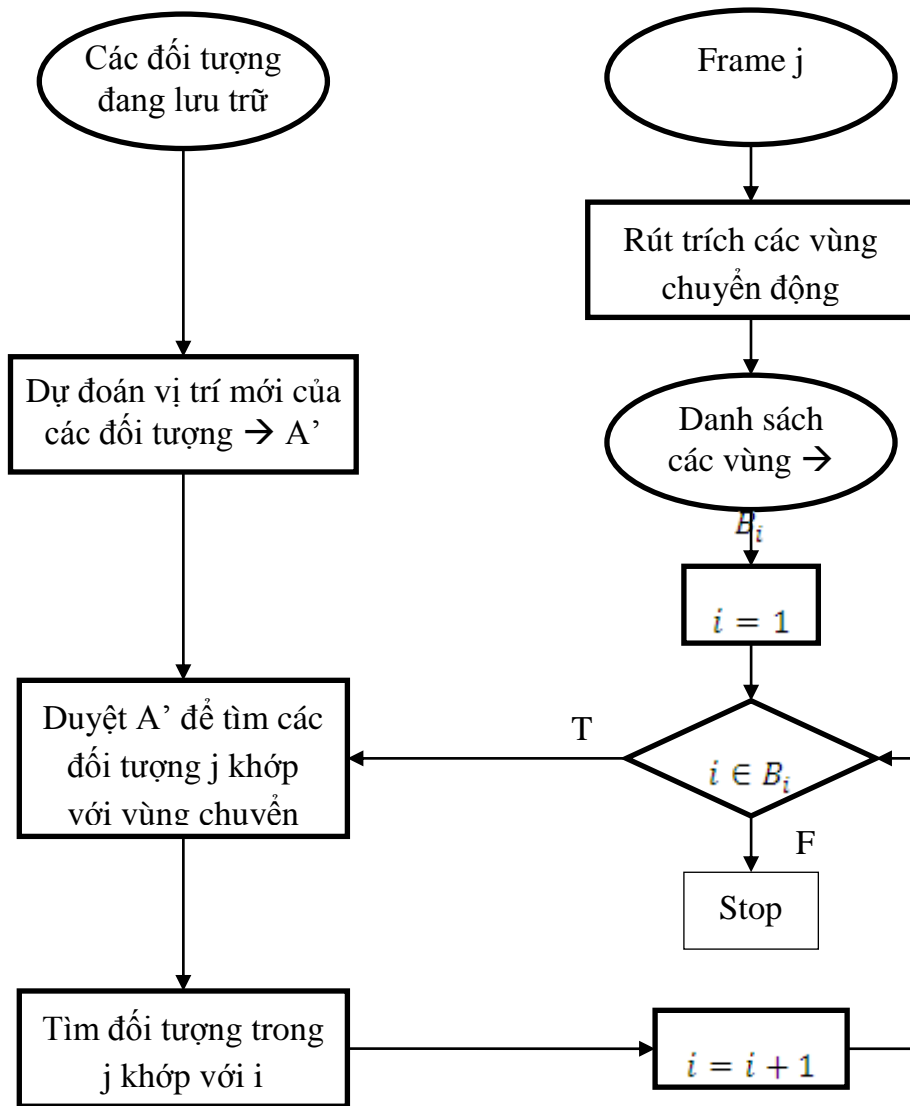 Các đối tượng
đang lưu trữ
Frame j
Rút trích các vùng
chuyển động
Dự đoán vị trí mới của
các đối tượng → A’
Danh sách
các vùng →
B_i
i = 1
Duyệt A’ để tìm các
đối tượng j khớp
với vùng chuyển
T
i ∈ B_i
F
Stop
Tìm đối tượng trong
j khớp với i
i = i + 1